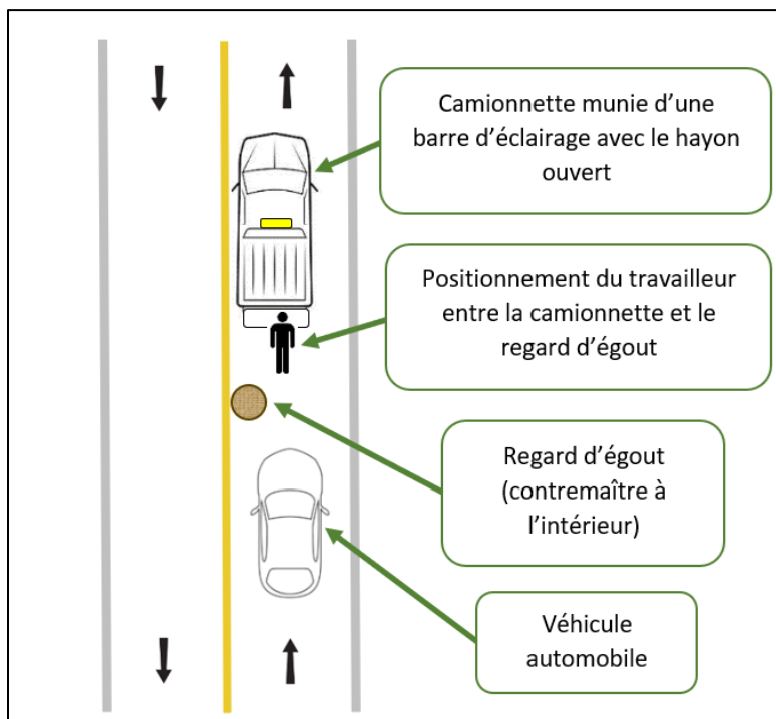 Camionnette munie d’une
barre d’éclairage avec le hayon
ouvert
Positionnement du travailleur
entre la camionnette et le
regard d’égout
Regard d’égout
(contremaître à
l’intérieur)
Véhicule
automobile